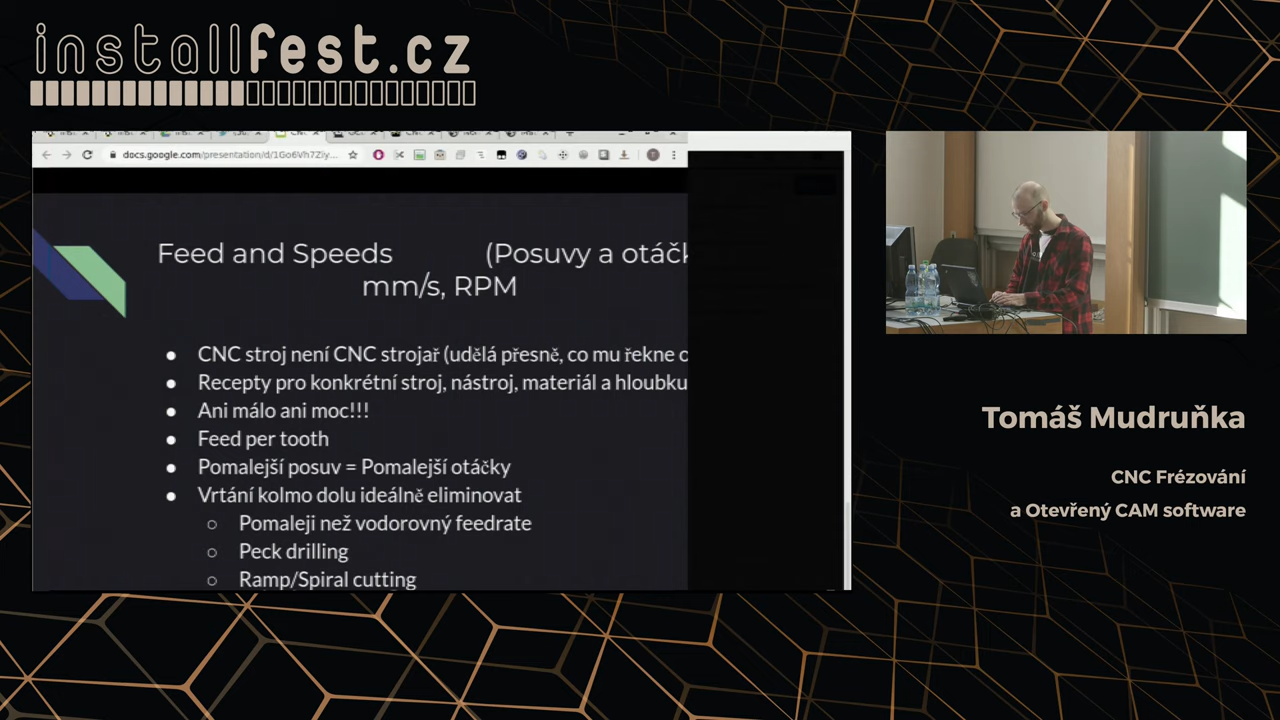 installfest.cz
docs.google.com/presentation/d/1Go6Vh7Ziy...
Feed and Speeds (Posuvy a otáčk
mm/s, RPM
● CNC stroj není CNC strojař (udělá přesně, co mu řekne o
● Recepty pro konkrétní stroj, nástroj, materiál a hloubku
● Ani málo ani moc!!!
● Feed per tooth
● Pomalejší posuv = Pomalejší otáčky
● Vrtání kolmo dolu ideálně eliminovat
○ Pomaleji než vodorovný feedrate
○ Peck drilling
○ Ramp/Spiral cutting
Tomáš Mudruňka
CNC Frézování
a Otevřený CAM software